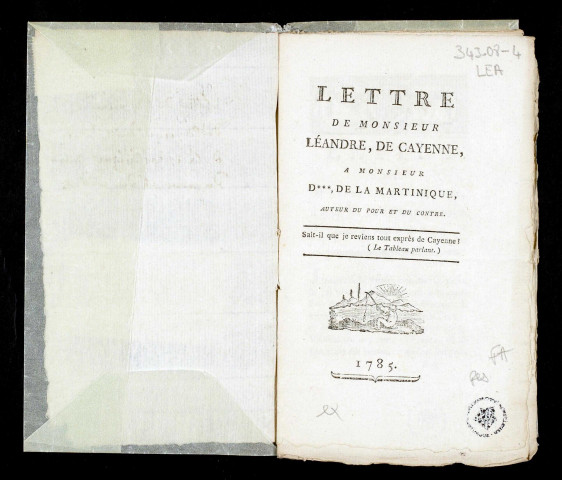 343.08-4
LEA
LETTRE
DE MONSIEUR
LÉANDRE, DE CAYENNE,
A MONSIEUR
D***, DE LA MARTINIQUE,
AUTEUR DU POUR ET DU CONTRE.
Sait-il que je reviens tout exprès de Cayenne?
( Le Tableau parlant. )
1785.